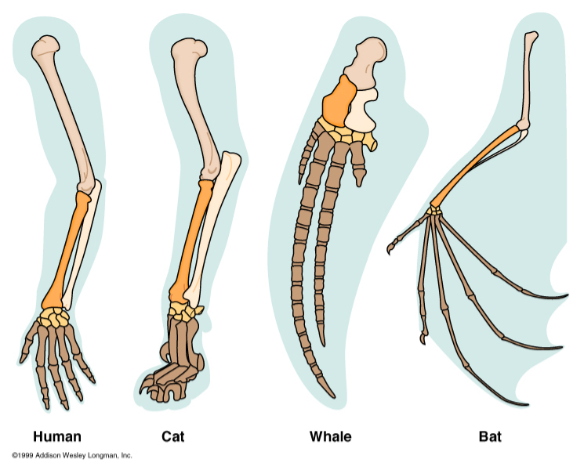 Human Cat Whale Bat
©1999 Addison Wesley Longman, Inc.